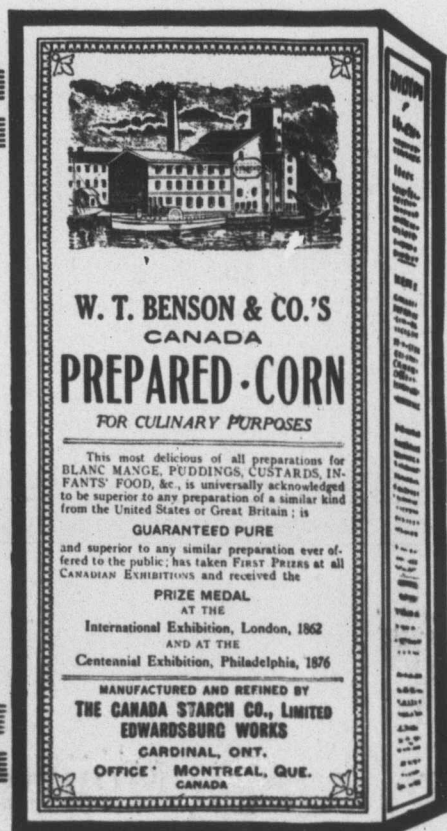 W. T. BENSON & CO.'S
CANADA
PREPARED · CORN
FOR CULINARY PURPOSES
This most delicious of all preparations for
BLANC MANGE, PUDDINGS, CUSTARDS, IN-
FANTS' FOOD, &c., is universally acknowledged
to be superior to any preparation of a similar kind
from the United States or Great Britain ; is
GUARANTEED PURE
and superior to any similar preparation ever of-
fered to the public ; has taken FIRST PRIZES at all
CANADIAN EXHIBITIONS and received the
PRIZE MEDAL
AT THE
International Exhibition, London, 1862
AND AT THE
Centennial Exhibition, Philadelphia, 1876
MANUFACTURED AND REFINED BY
THE CANADA STARCH CO., LIMITED
EDWARDSBURG WORKS
CARDINAL, ONT.
OFFICE MONTREAL, QUE.
CANADA